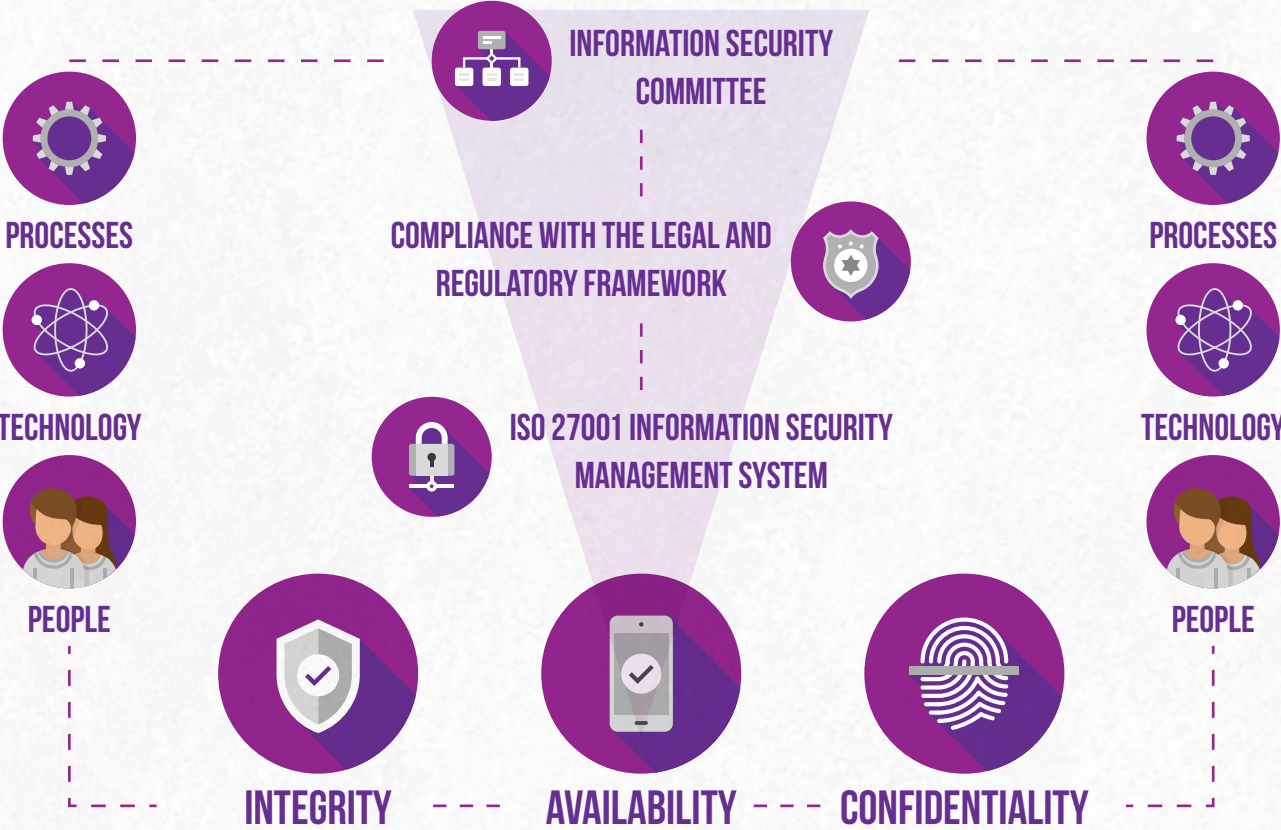 INFORMATION SECURITY
COMMITTEE
PROCESSES
PROCESSES
COMPLIANCE WITH THE LEGAL AND
REGULATORY FRAMEWORK
TECHNOLOGY
TECHNOLOGY
ISO 27001 INFORMATION SECURITY
MANAGEMENT SYSTEM
PEOPLE
PEOPLE
INTEGRITY
AVAILABILITY
CONFIDENTIALITY